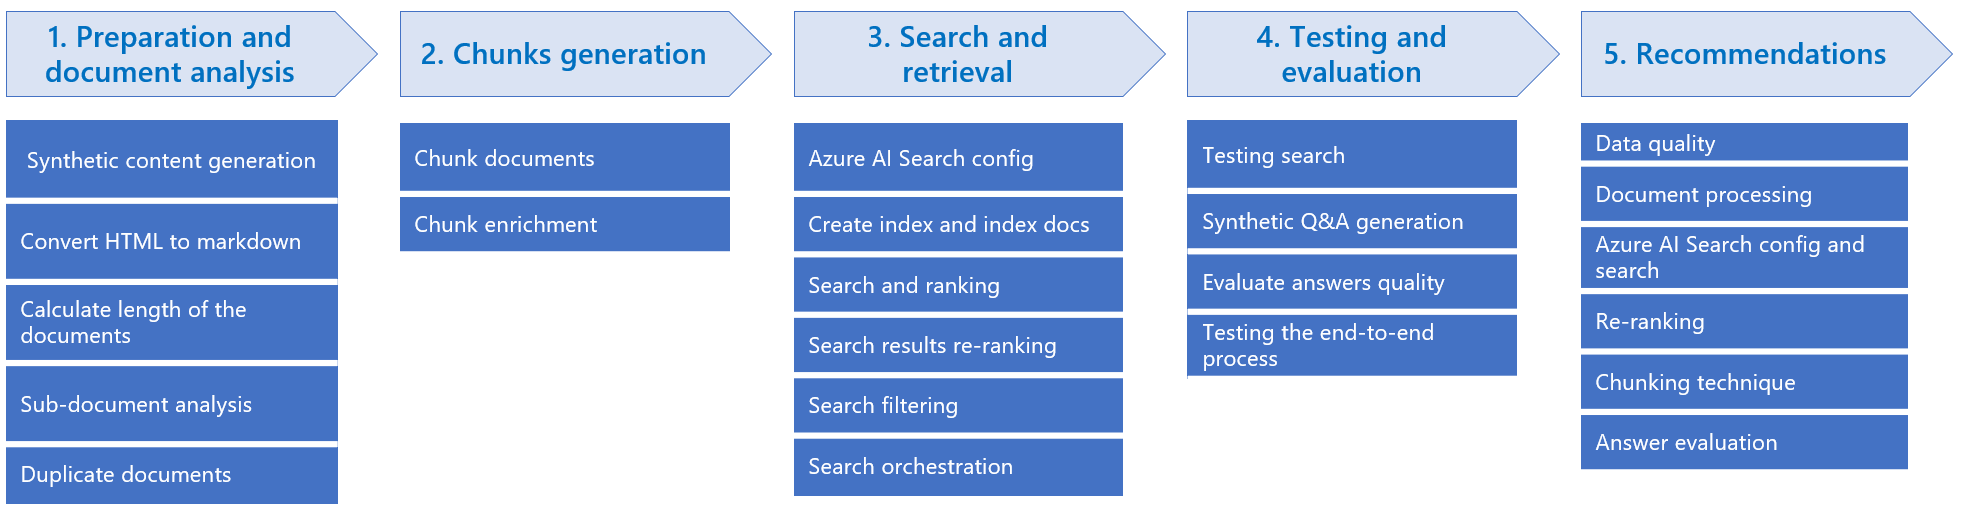 1. Preparation and
document analysis
Synthetic content generation
Convert HTML to markdown
Calculate length of the
documents
Sub-document analysis
Duplicate documents
2. Chunks generation
Chunk documents
Chunk enrichment
3. Search and
retrieval
Azure AI Search config
Create index and index docs
Search and ranking
Search results re-ranking
Search filtering
Search orchestration
4. Testing and
evaluation
Testing search
Synthetic Q&A generation
Evaluate answers quality
Testing the end-to-end
process
5. Recommendations
Data quality
Document processing
Azure AI Search config and
search
Re-ranking
Chunking technique
Answer evaluation